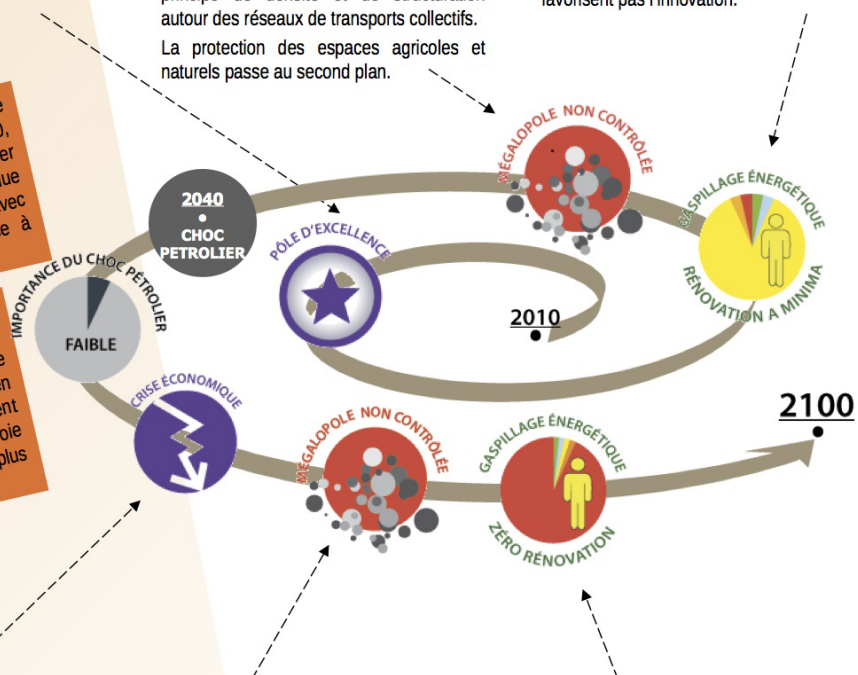 autour des réseaux de transports collectifs.
La protection des espaces agricoles et
naturels passe au second plan.
favorisent pas l'innovation.
avec
à
plus
MÉGALOPOLE NON CONTRÔLÉE
GASPILLAGE ÉNERGÉTIQUE
RÉNOVATION A MINIMA
2040
CHOC
PETROLIER
PÔLE D'EXCELLENCE
IMPORTANCE DU CHOC PÉTROLIER
FAIBLE
2010
CRISE ÉCONOMIQUE
MÉGALOPOLE NON CONTRÔLÉE
GASPILLAGE ÉNERGÉTIQUE
ZÉRO RÉNOVATION
2100